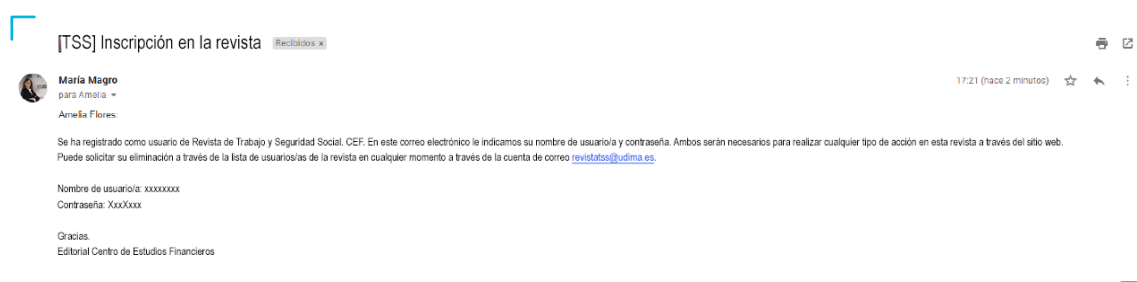 [TSS] Inscripción en la revista Recibidos x
María Magro
17:21 (hace 2 minutos)
para Amelia
Amelia Flores:
Se ha registrado como usuario de Revista de Trabajo y Seguridad Social. CEF. En este correo electrónico le indicamos su nombre de usuario/a y contraseña. Ambos serán necesarios para realizar cualquier tipo de acción en esta revista a través del sitio web.
Puede solicitar su eliminación a través de la lista de usuarios/as de la revista en cualquier momento a través de la cuenta de correo revistatss@udima.es.
Nombre de usuario/a: xxxxxxxx
Contraseña: XxxXxxx
Gracias.
Editorial Centro de Estudios Financieros